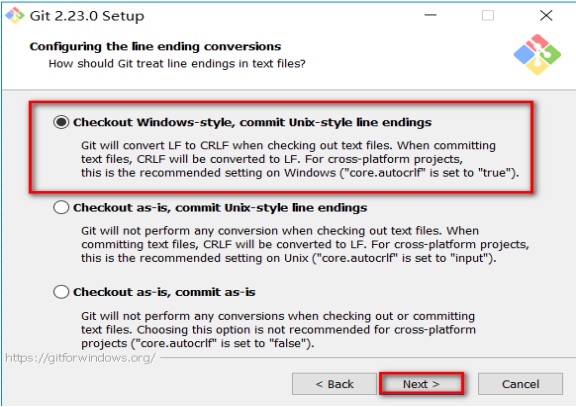 Git 2.23.0 Setup
Configuring the line ending conversions
How should Git treat line endings in text files?
Checkout Windows-style, commit Unix-style line endings
Git will convert LF to CRLF when checking out text files. When committing
text files, CRLF will be converted to LF. For cross-platform projects,
this is the recommended setting on Windows ("core.autocrlf" is set to "true").
Checkout as-is, commit Unix-style line endings
Git will not perform any conversion when checking out text files. When
committing text files, CRLF will be converted to LF. For cross-platform projects,
this is the recommended setting on Unix ("core.autocrlf" is set to "input").
Checkout as-is, commit as-is
Git will not perform any conversions when checking out or committing
text files. Choosing this option is not recommended for cross-platform
projects ("core.autocrlf" is set to "false").
https://gitforwindows.org/
< Back Next > Cancel